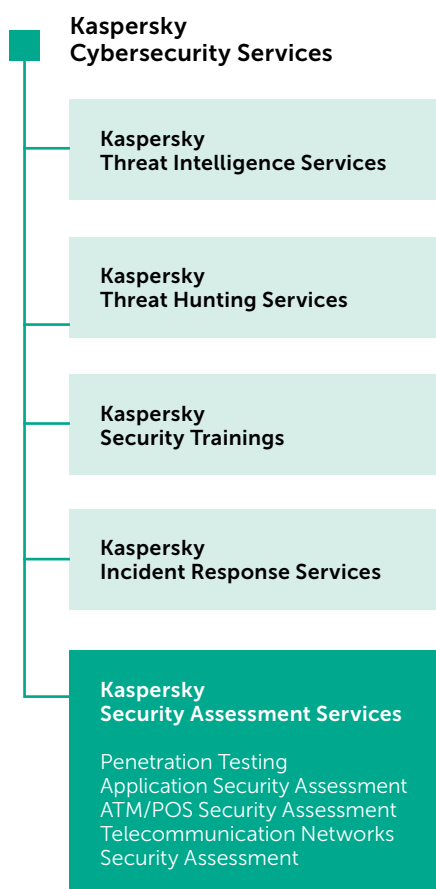 Kaspersky
Cybersecurity Services
Kaspersky
Threat Intelligence Services
Kaspersky
Threat Hunting Services
Kaspersky
Security Trainings
Kaspersky
Incident Response Services
Kaspersky
Security Assessment Services
Penetration Testing
Application Security Assessment
ATM/POS Security Assessment
Telecommunication Networks
Security Assessment